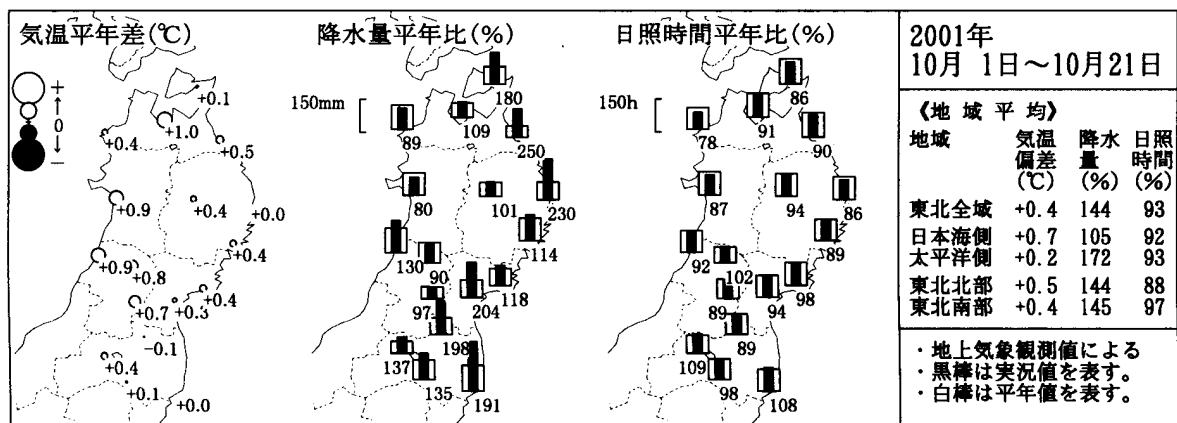 気温平年差(℃)
+
↑
0
↓
−
+0.1
+1.0
+0.4
+0.5
+0.9
+0.4
+0.0
+0.4
+0.9
+0.8
+0.4
+0.7
+0.3
-0.1
+0.4
+0.1
+0.0
降水量平年比(%)
150mm
180
89
109
250
80
101
230
114
130
90
118
204
97
198
137
135
191
日照時間平年比(%)
150h
86
78
91
90
87
94
86
89
92
102
98
89
94
89
109
98
108
2001年
10月 1日～10月21日
《地 域 平 均》
地域 気温 降水 日照
偏差 量 時間
(℃) (%) (%)
東北全域 +0.4 144 93
日本海側 +0.7 105 92
太平洋側 +0.2 172 93
東北北部 +0.5 144 88
東北南部 +0.4 145 97
・地上気象観測値による
・黒棒は実況値を表す。
・白棒は平年値を表す。